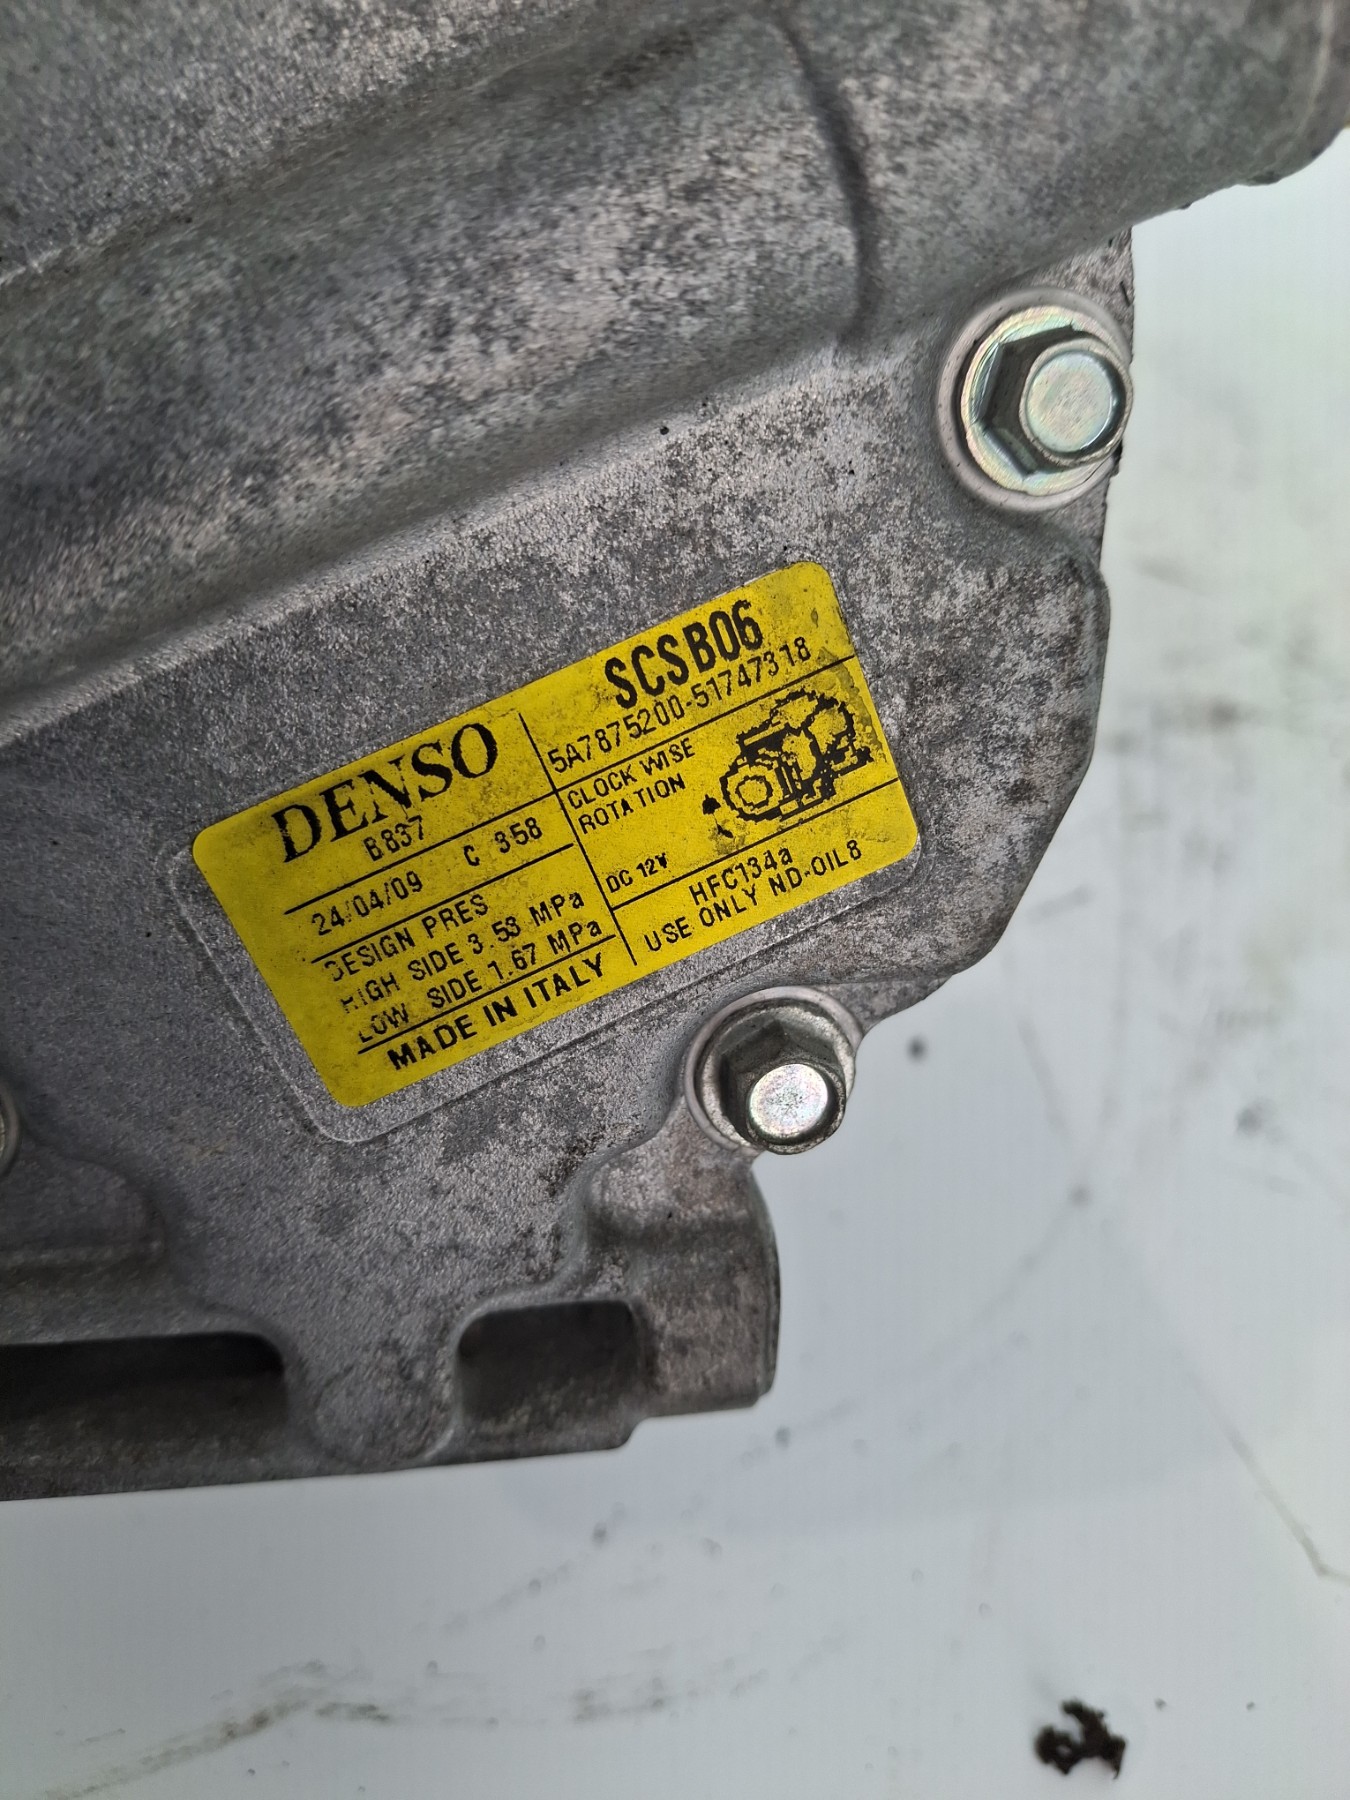 DENSO
B837
24/04/09 C 358
DESIGN PRES
HIGH SIDE 3.53 MPa
LOW SIDE 1.67 MPa
MADE IN ITALY
SCSB06
5A7875200-51747318
CLOCK WISE
ROTATION
DC 12V
HFC134a
USE ONLY ND-OIL8